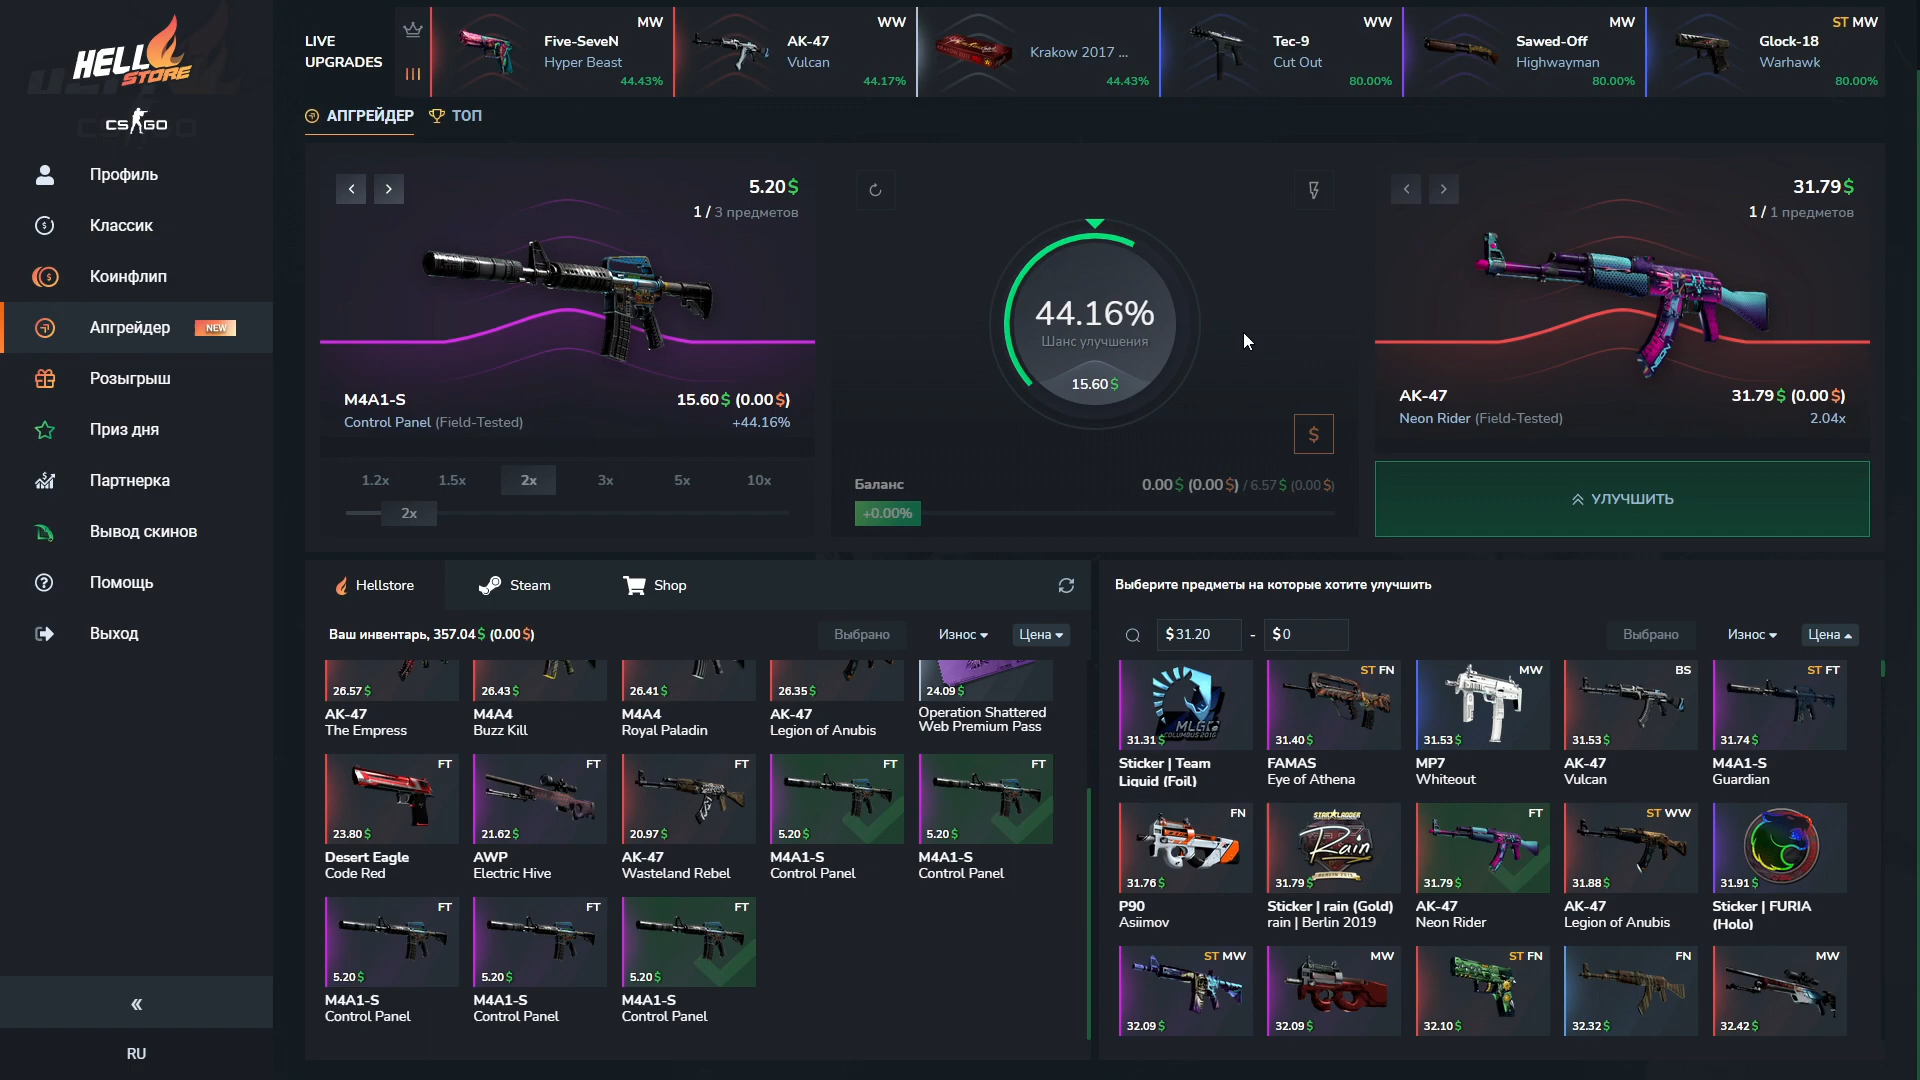 HELL STORE
CS GO
Профиль
Классик
Коинфлип
Апгрейдер NEW
Розыгрыш
Приз дня
Партнерка
Вывод скинов
Помощь
Выход
«
RU
LIVE UPGRADES
MW
Five-SeveN
Hyper Beast
44.43%
WW
AK-47
Vulcan
44.17%
Krakow 2017 ...
44.43%
WW
Tec-9
Cut Out
80.00%
MW
Sawed-Off
Highwayman
80.00%
ST MW
Glock-18
Warhawk
80.00%
АПГРЕЙДЕР ТОП
5.20$
1 / 3 предметов
M4A1-S 15.60$ (0.00$)
Control Panel (Field-Tested) +44.16%
1.2x 1.5x 2x 3x 5x 10x
2x
44.16%
Шанс улучшения
15.60$
$
Баланс 0.00$ (0.00$) / 6.57$ (0.00$)
+0.00%
31.79$
1 / 1 предметов
AK-47 31.79$ (0.00$)
Neon Rider (Field-Tested) 2.04x
УЛУЧШИТЬ
Hellstore Steam Shop
Ваш инвентарь, 357.04$ (0.00$) Выбрано Износ Цена
26.57$ 26.43$ 26.41$ 26.35$ 24.09$
AK-47 M4A4 M4A4 AK-47 Operation Shattered
The Empress Buzz Kill Royal Paladin Legion of Anubis Web Premium Pass
FT FT FT FT FT
23.80$ 21.62$ 20.97$ 5.20$ 5.20$
Desert Eagle AWP AK-47 M4A1-S M4A1-S
Code Red Electric Hive Wasteland Rebel Control Panel Control Panel
FT FT FT
5.20$ 5.20$ 5.20$
M4A1-S M4A1-S M4A1-S
Control Panel Control Panel Control Panel
Выберите предметы на которые хотите улучшить
$31.20 - $0 Выбрано Износ Цена
ST FN MW BS ST FT
MLG
COLUMBUS 2016
31.31$ 31.40$ 31.53$ 31.53$ 31.74$
Sticker | Team FAMAS MP7 AK-47 M4A1-S
Liquid (Foil) Eye of Athena Whiteout Vulcan Guardian
FN FT ST WW
STARLADDER
Rain
BERLIN 2019
31.76$ 31.79$ 31.79$ 31.88$ 31.91$
P90 Sticker | rain (Gold) AK-47 AK-47 Sticker | FURIA
Asiimov rain | Berlin 2019 Neon Rider Legion of Anubis (Holo)
ST MW MW ST FN FN MW
32.09$ 32.09$ 32.10$ 32.32$ 32.42$